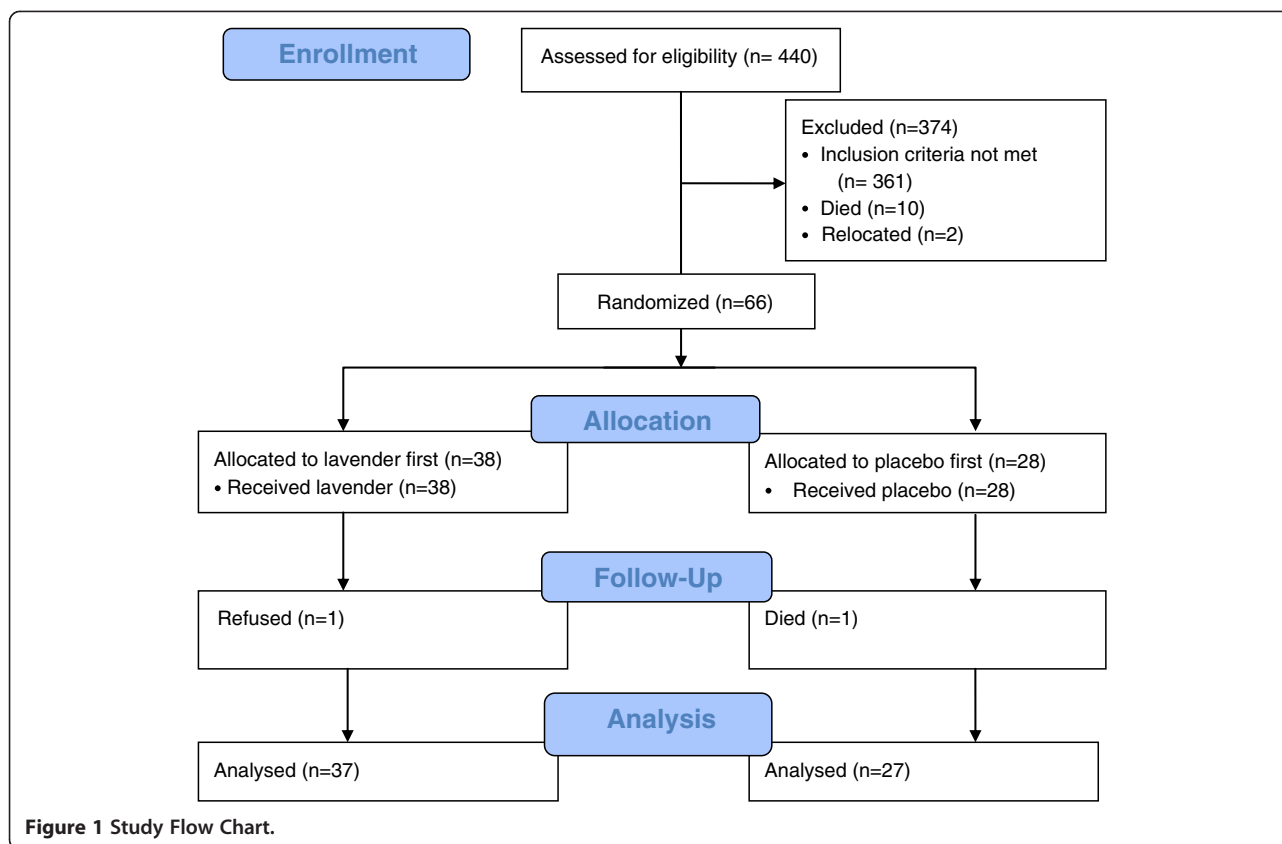 Enrollment
Assessed for eligibility (n= 440)
Excluded (n=374)
• Inclusion criteria not met
(n= 361)
• Died (n=10)
• Relocated (n=2)
Randomized (n=66)
Allocation
Allocated to lavender first (n=38)
• Received lavender (n=38)
Allocated to placebo first (n=28)
• Received placebo (n=28)
Follow-Up
Refused (n=1)
Died (n=1)
Analysis
Analysed (n=37)
Analysed (n=27)
Figure 1 Study Flow Chart.